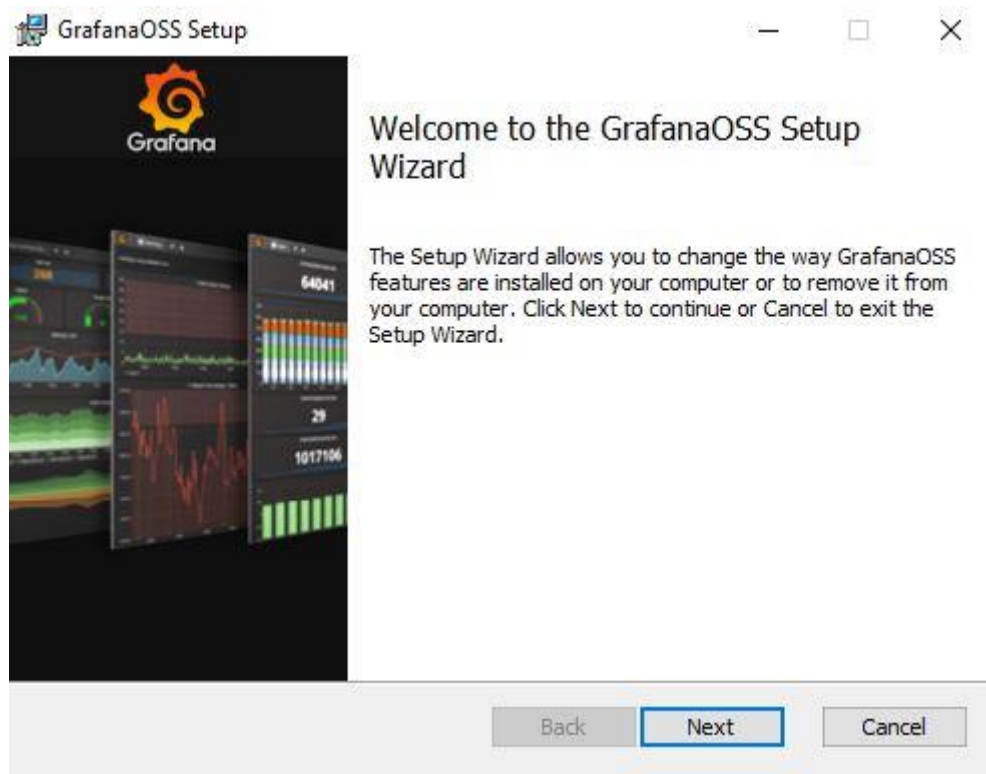 GrafanaOSS Setup
Grafana
Welcome to the GrafanaOSS Setup
Wizard
The Setup Wizard allows you to change the way GrafanaOSS
features are installed on your computer or to remove it from
your computer. Click Next to continue or Cancel to exit the
Setup Wizard.
64041
29
1017106
Back Next Cancel